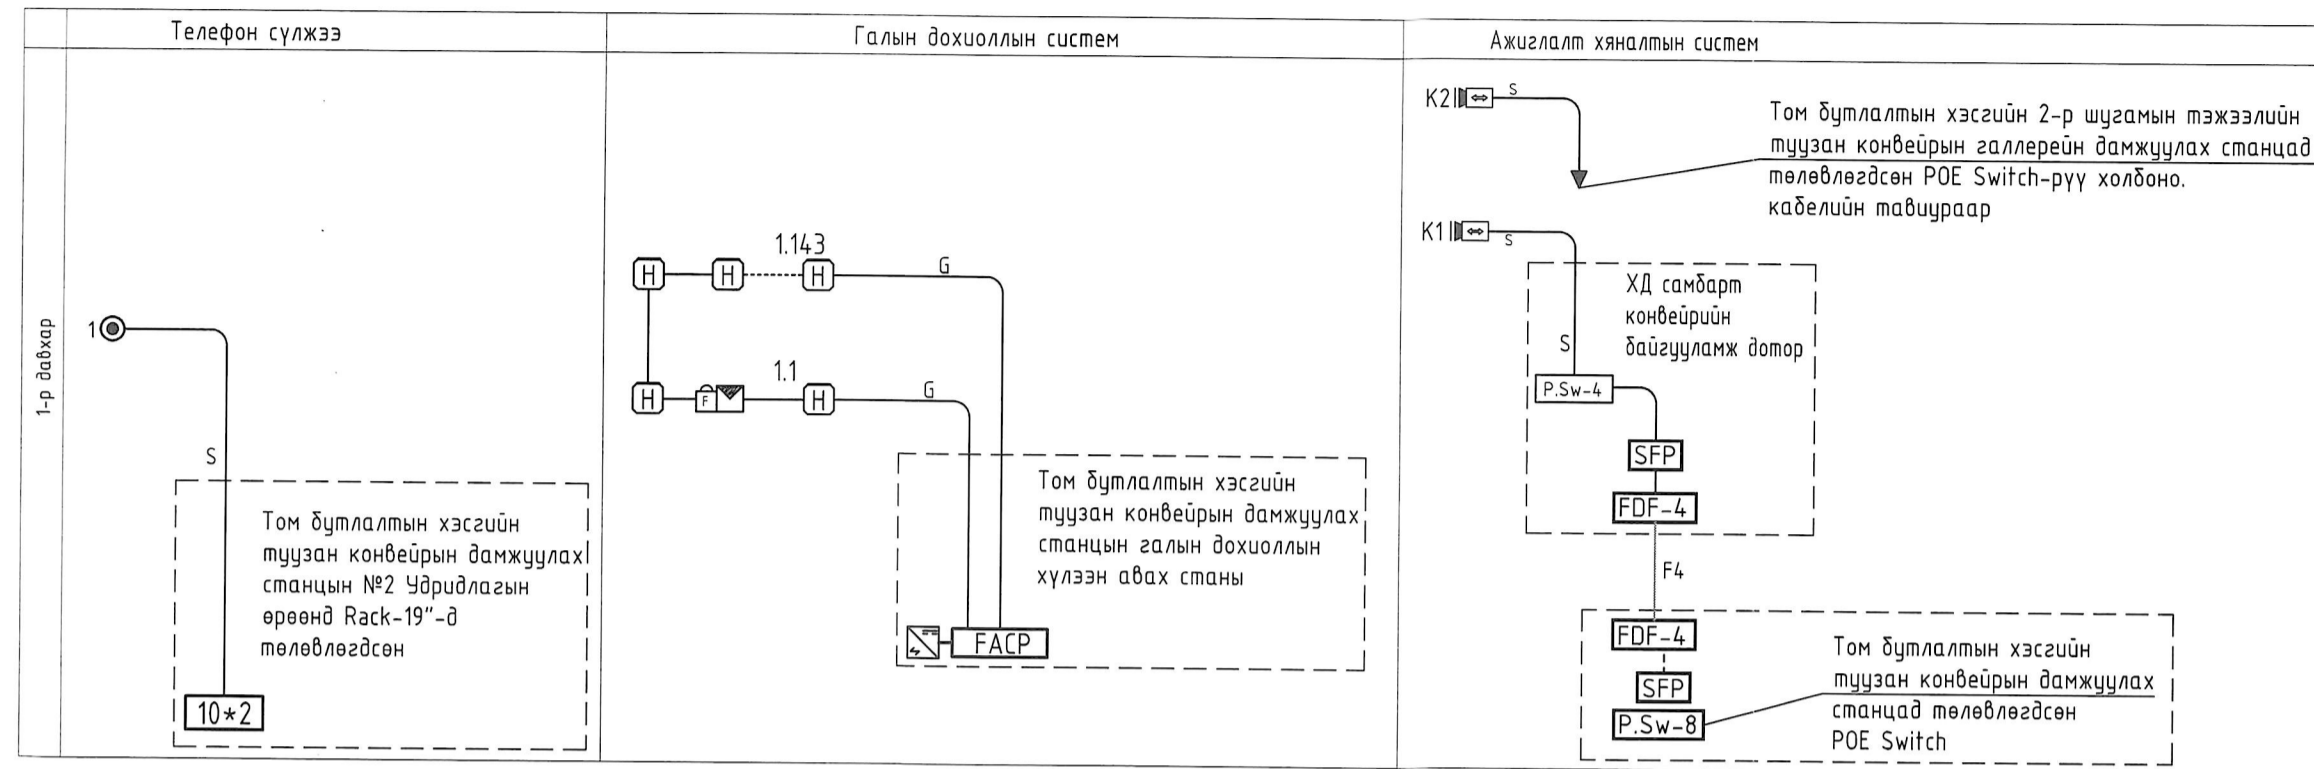 Телефон сүлжээ
Галын дохиоллын систем
Ажиглалт хяналтын систем
1-р давхар
1
S
Том бутлалтын хэсгийн
туузан конвейрын дамжуулах
станцын №2 Удридлагын
өрөөнд Rack-19"-д
төлөвлөгдсөн
10*2
1.143
H
H
H
G
1.1
H
F
H
G
Том бутлалтын хэсгийн
туузан конвейрын дамжуулах
станцын галын дохиоллын
хүлээн авах станы
FACP
K2
S
Том бутлалтын хэсгийн 2-р шугамын тэжээлийн
туузан конвейрын галлерейн дамжуулах станцад
төлөвлөгдсөн POE Switch-рүү холбоно.
кабелийн тавиураар
K1
S
ХД самбарт
конвейрийн
байгууламж дотор
S
P.Sw-4
SFP
FDF-4
F4
FDF-4
SFP
P.Sw-8
Том бутлалтын хэсгийн
туузан конвейрын дамжуулах
станцад төлөвлөгдсөн
POE Switch